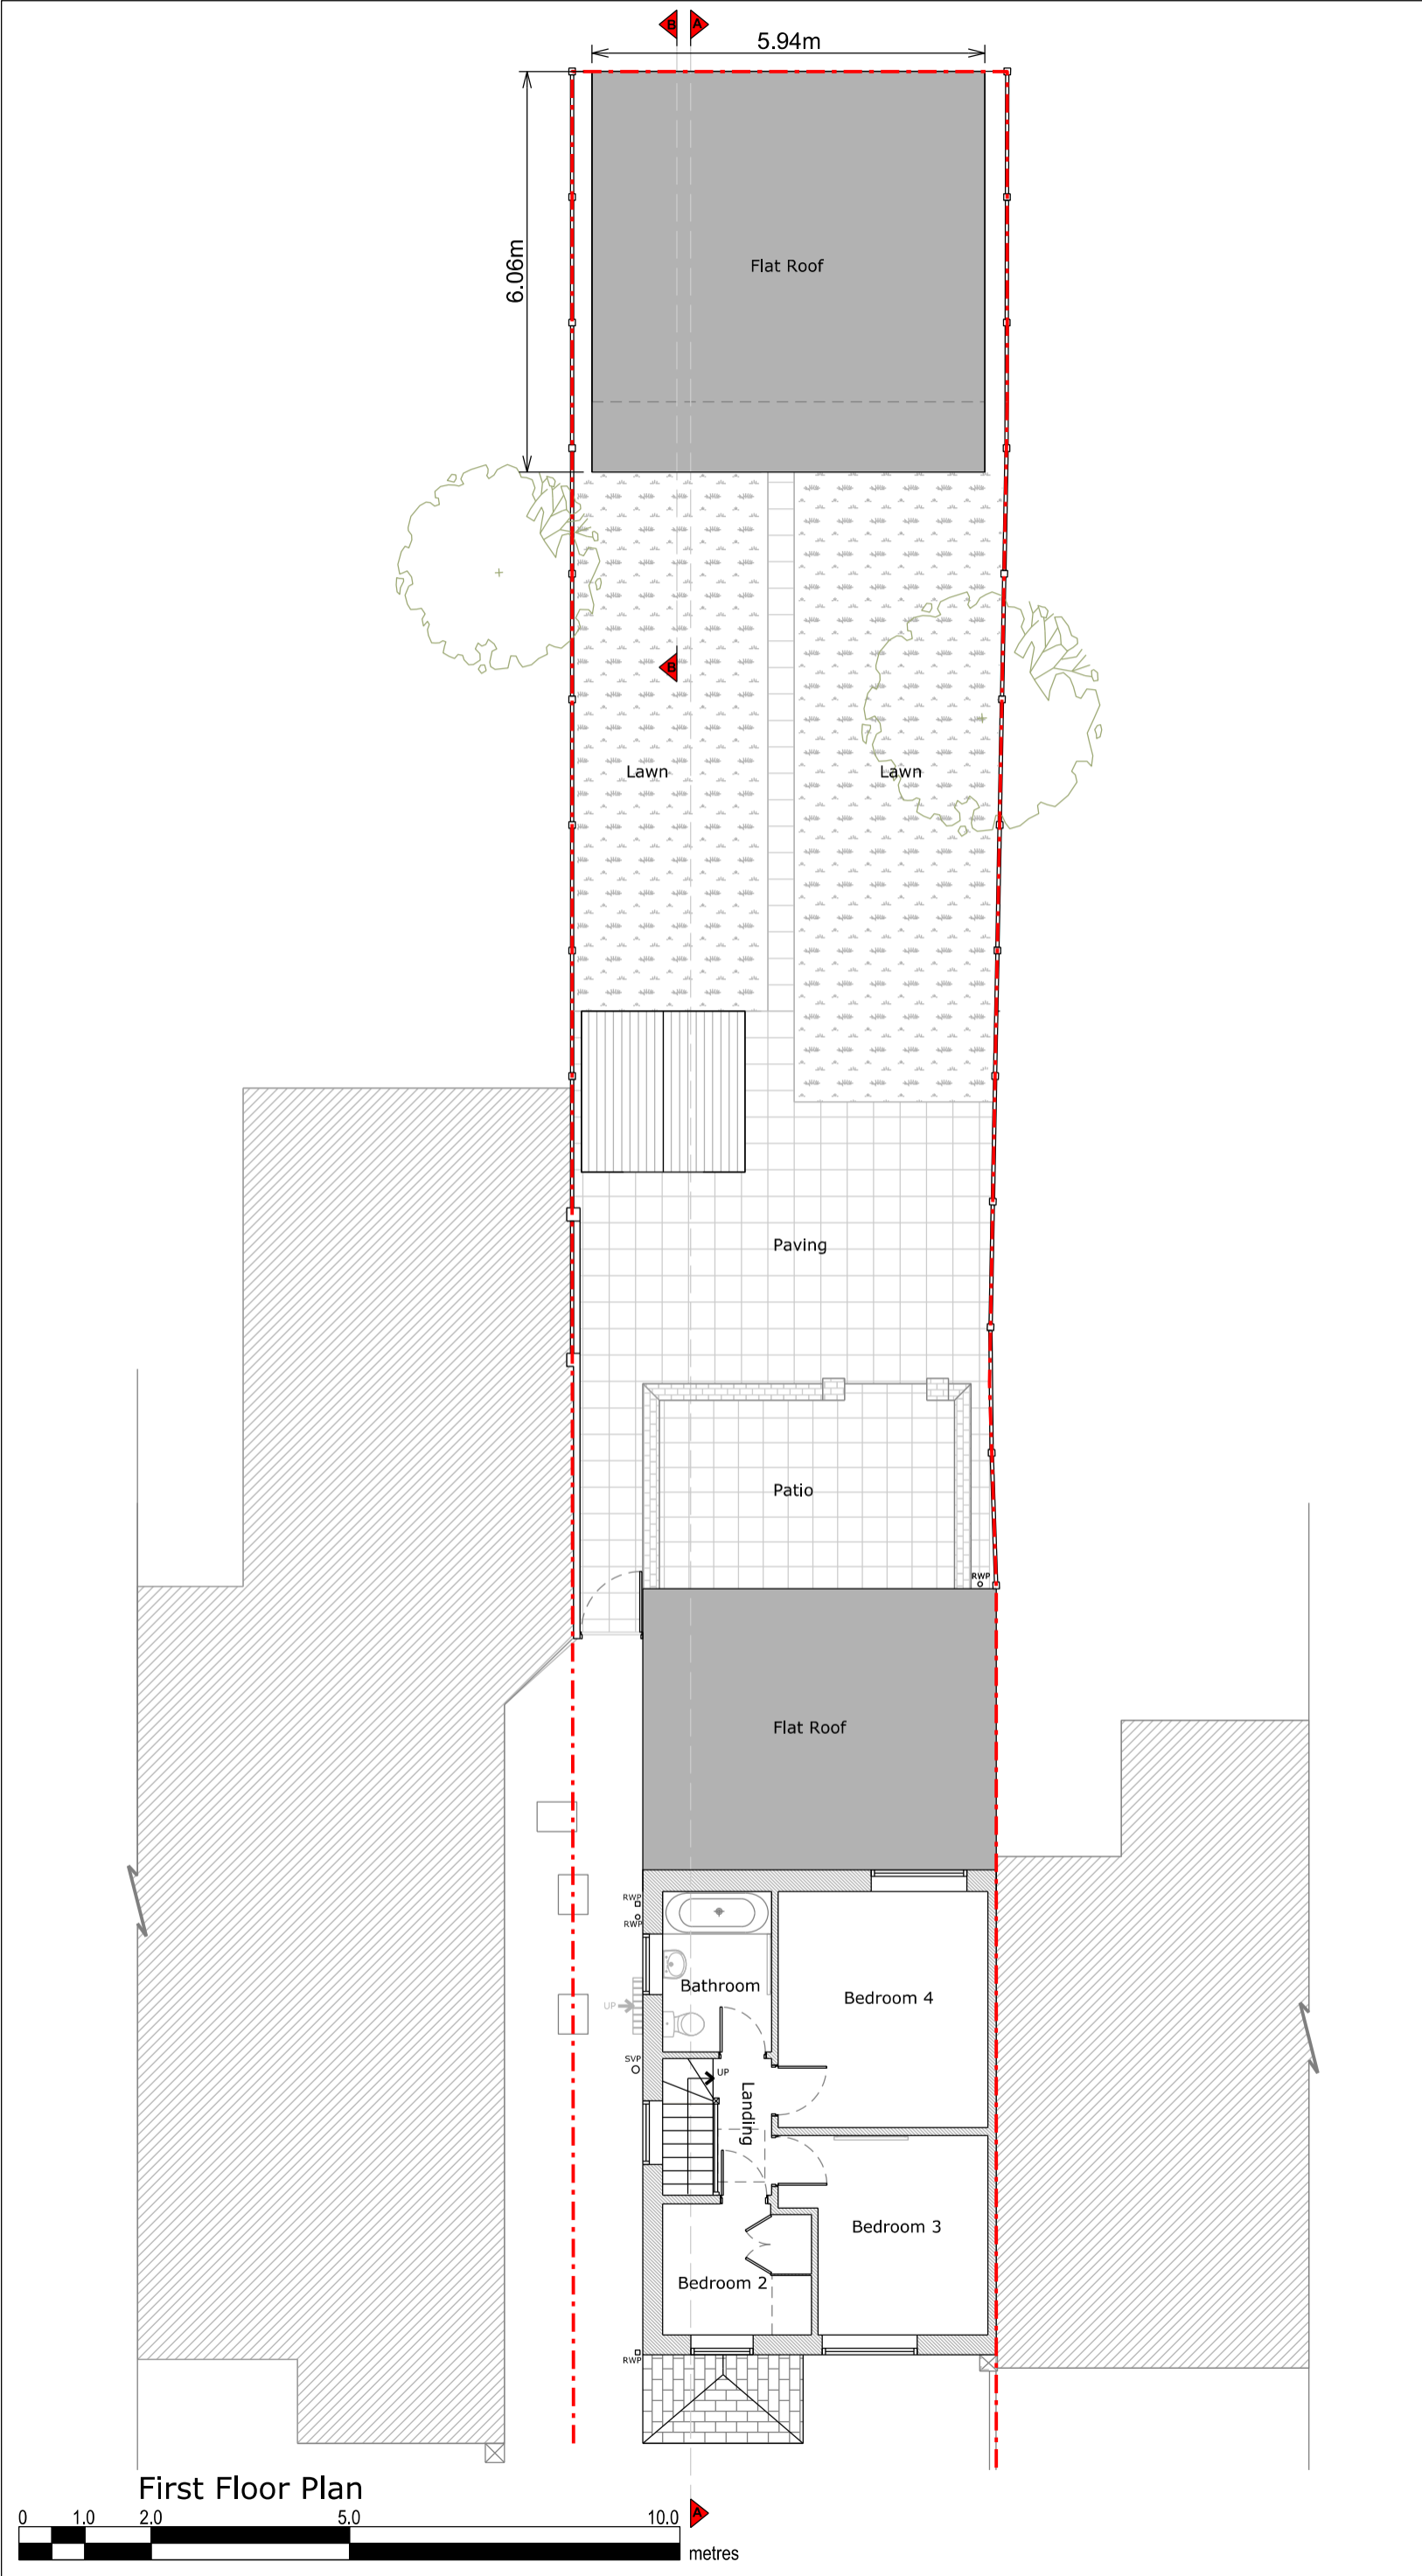 B A
5.94m
6.06m
Flat Roof
B
Lawn
Lawn
Paving
Patio
RWP
Flat Roof
RWP
RWP
Bathroom
Bedroom 4
UP
SVP
UP
Landing
Bedroom 3
Bedroom 2
RWP
First Floor Plan
A
0 1.0 2.0 5.0 10.0
metres